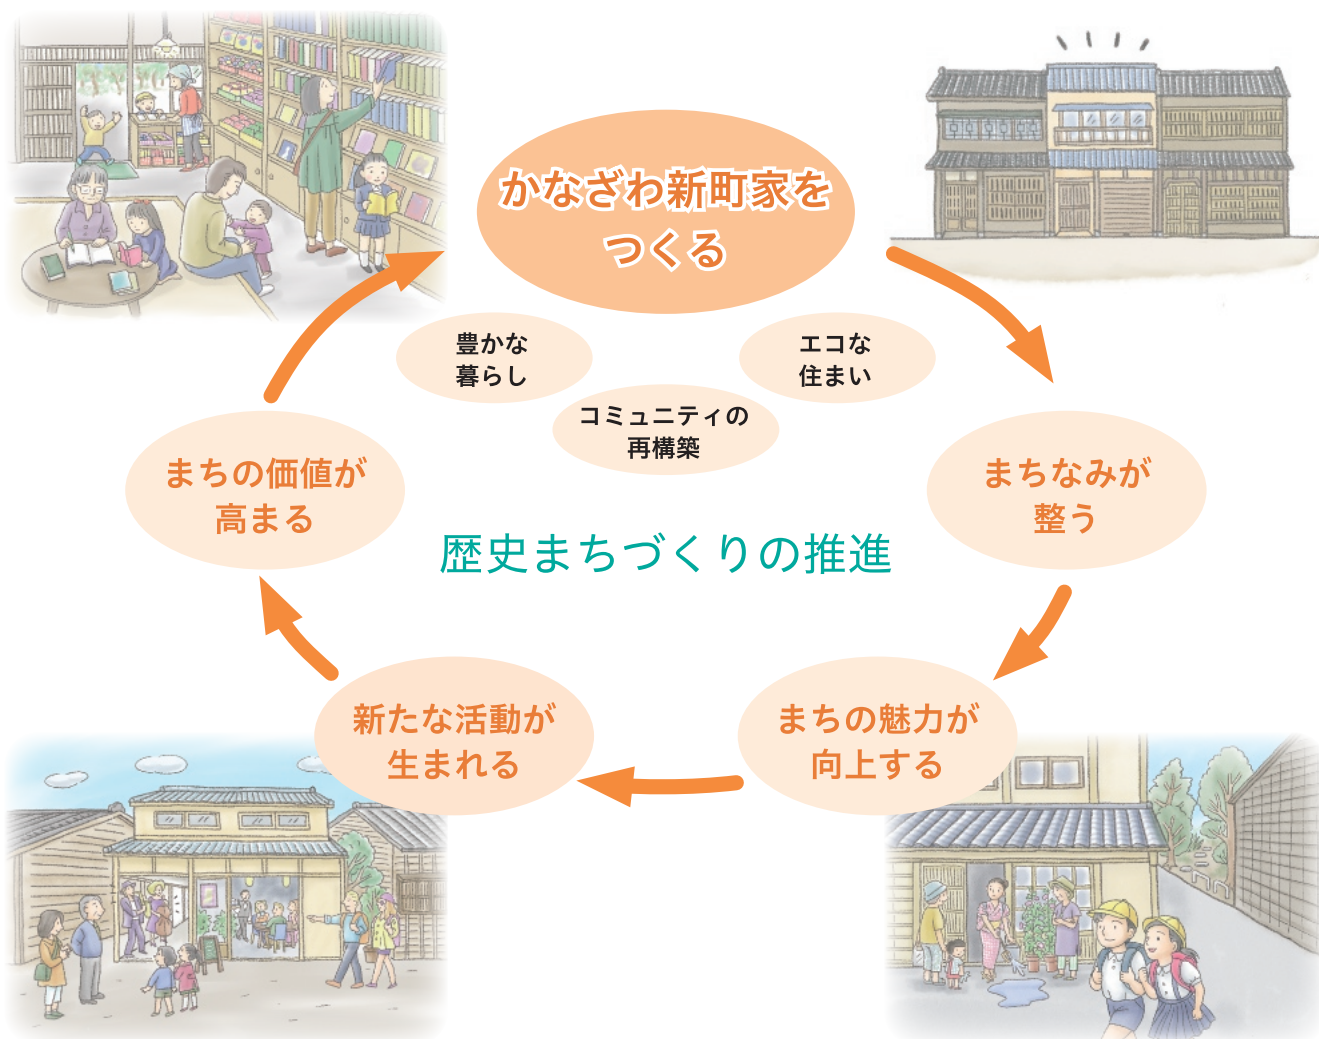 かなざわ新町家を
つくる
豊かな
暮らし
エコな
住まい
コミュニティの
再構築
まちの価値が
高まる
まちなみが
整う
歴史まちづくりの推進
新たな活動が
生まれる
まちの魅力が
向上する